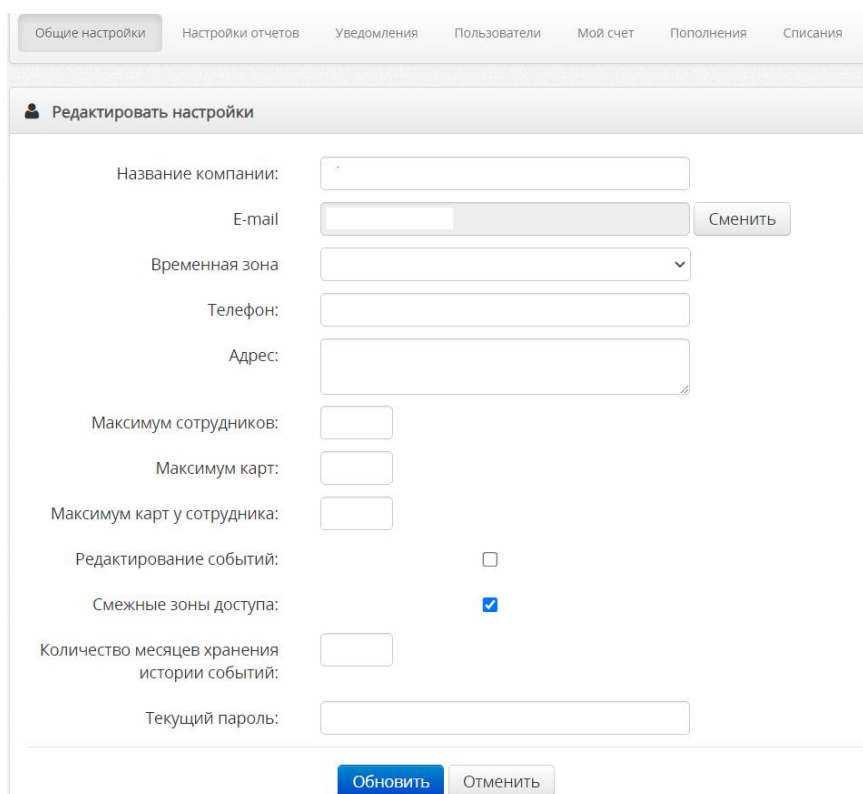 Общие настройки Настройки отчетов Уведомления Пользователи Мой счет Пополнения Списания
Редактировать настройки
Название компании:
E-mail Сменить
Временная зона
Телефон:
Адрес:
Максимум сотрудников:
Максимум карт:
Максимум карт у сотрудника:
Редактирование событий:
Смежные зоны доступа:
Количество месяцев хранения
истории событий:
Текущий пароль:
Обновить Отменить